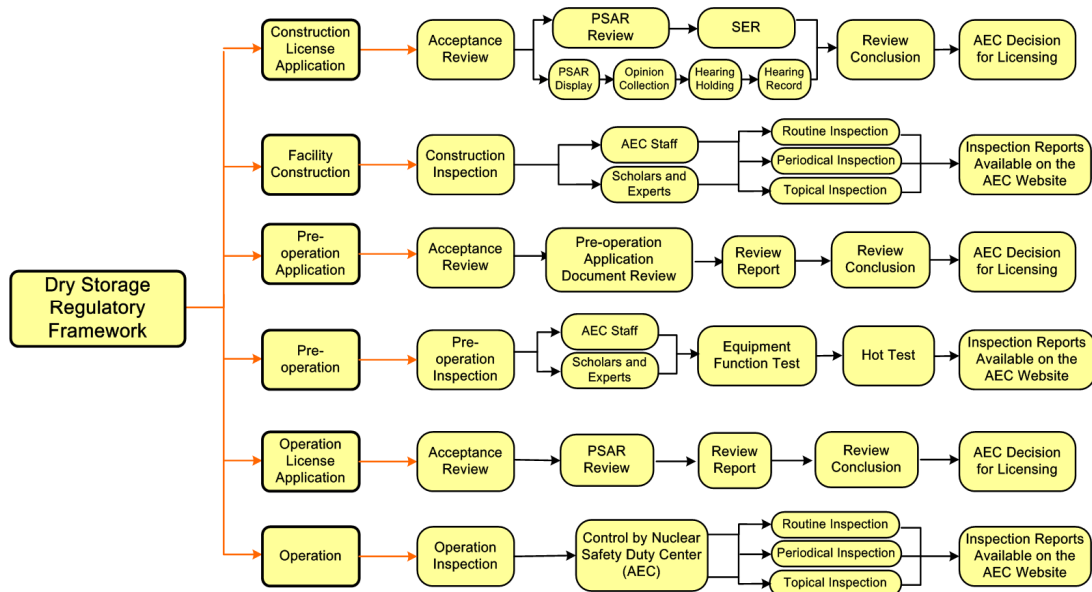 Dry Storage
Regulatory
Framework
Construction
License
Application
Acceptance
Review
PSAR
Review
SER
PSAR
Display
Opinion
Collection
Hearing
Holding
Hearing
Record
Review
Conclusion
AEC Decision
for Licensing
Facility
Construction
Construction
Inspection
AEC Staff
Scholars and
Experts
Routine Inspection
Periodical Inspection
Topical Inspection
Inspection Reports
Available on the
AEC Website
Pre-
operation
Application
Acceptance
Review
Pre-operation
Application
Document Review
Review
Report
Review
Conclusion
AEC Decision
for Licensing
Pre-
operation
Pre-
operation
Inspection
AEC Staff
Scholars and
Experts
Equipment
Function Test
Hot Test
Inspection Reports
Available on the
AEC Website
Operation
License
Application
Acceptance
Review
PSAR
Review
Review
Report
Review
Conclusion
AEC Decision
for Licensing
Operation
Operation
Inspection
Control by Nuclear
Safety Duty Center
(AEC)
Routine Inspection
Periodical Inspection
Topical Inspection
Inspection Reports
Available on the
AEC Website